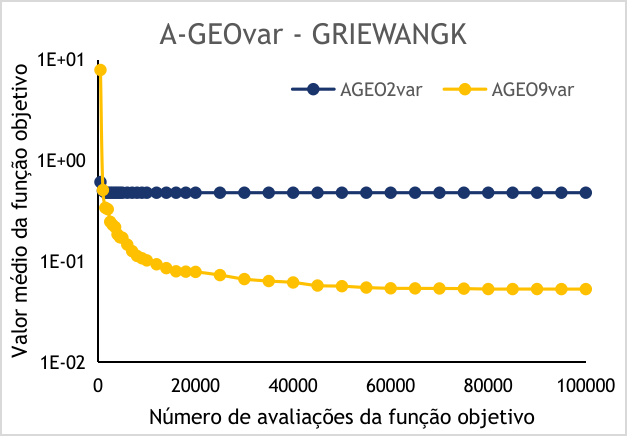 A-GEOvar - GRIEWANGK
AGEO2var
AGEO9var
Valor médio da função objetivo
1E+01
1E+00
1E-01
1E-02
0 20000 40000 60000 80000 100000
Número de avaliações da função objetivo